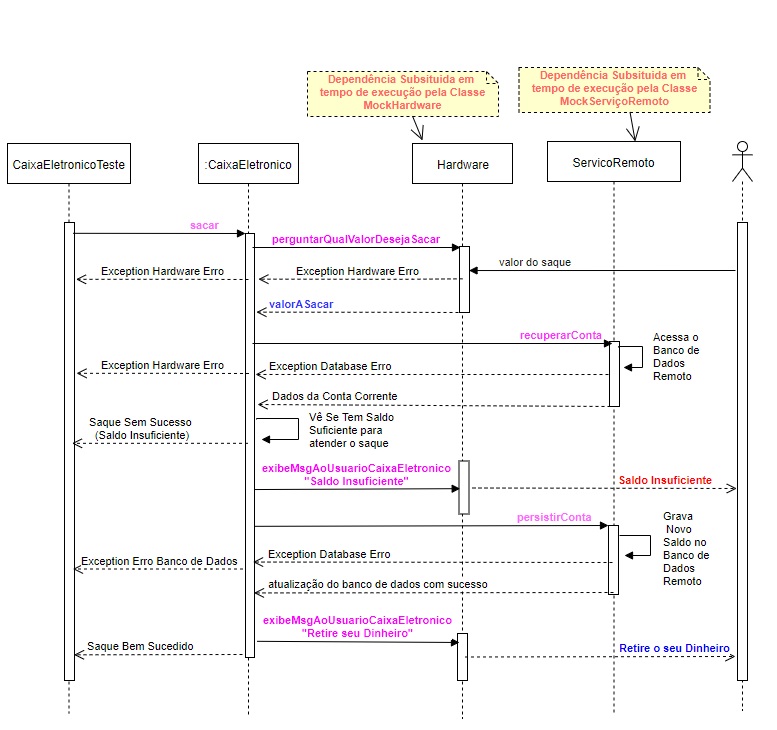 Dependência Subsituida em
tempo de execução pela Classe
MockHardware
Dependência Subsituida em
tempo de execução pela Classe
MockServiçoRemoto
CaixaEletronicoTeste
:CaixaEletronico
Hardware
ServicoRemoto
sacar
perguntarQualValorDesejaSacar
valor do saque
Exception Hardware Erro
Exception Hardware Erro
valorASacar
recuperarConta
Acessa o
Banco de
Dados
Remoto
Exception Hardware Erro
Exception Database Erro
Dados da Conta Corrente
Saque Sem Sucesso
(Saldo Insuficiente)
Vê Se Tem Saldo
Suficiente para
atender o saque
exibeMsgAoUsuarioCaixaEletronico
"Saldo Insuficiente"
Saldo Insuficiente
persistirConta
Grava
Novo
Saldo no
Banco de
Dados
Remoto
Exception Database Erro
Exception Erro Banco de Dados
atualização do banco de dados com sucesso
exibeMsgAoUsuarioCaixaEletronico
"Retire seu Dinheiro"
Saque Bem Sucedido
Retire o seu Dinheiro